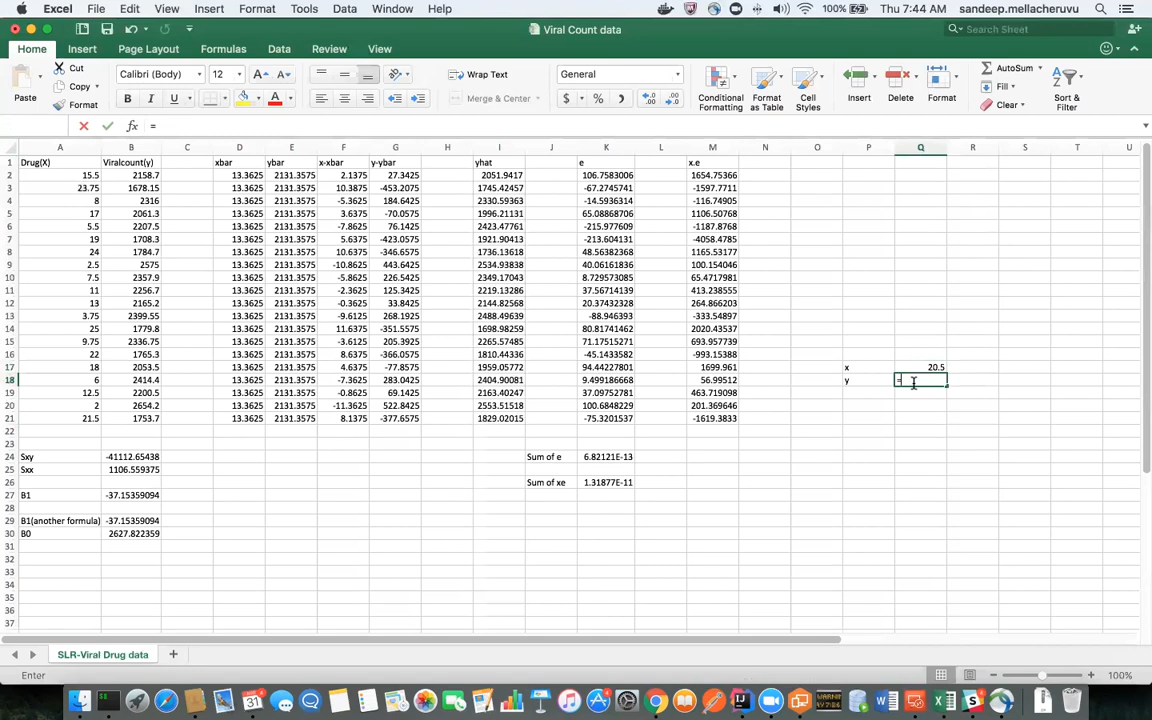 Excel File Edit View Insert Format Tools Data Window Help 100% Thu 7:44 AM sandeep.mellacheruvu
Viral Count data Search Sheet
Home Insert Page Layout Formulas Data Review View
Cut Calibri (Body) 12 A A Wrap Text General AutoSum
Copy Fill
Paste Format B I U A Merge & Center $ % Conditional Formatting Format as Table Cell Styles Insert Delete Format Clear Sort & Filter
fx =
A B C D E F G H I J K L M N O P Q R S T U
1 Drug(X) Viralcount(y) xbar ybar x-xbar y-ybar yhat e x.e
2 15.5 2158.7 13.3625 2131.3575 2.1375 27.3425 2051.9417 106.7583006 1654.75366
3 23.75 1678.15 13.3625 2131.3575 10.3875 -453.2075 1745.42457 -67.2745741 -1597.7711
4 8 2316 13.3625 2131.3575 -5.3625 184.6425 2330.59363 -14.5936314 -116.74905
5 17 2061.3 13.3625 2131.3575 3.6375 -70.0575 1996.21131 65.08868706 1106.50768
6 5.5 2207.5 13.3625 2131.3575 -7.8625 76.1425 2423.47761 -215.977609 -1187.8768
7 19 1708.3 13.3625 2131.3575 5.6375 -423.0575 1921.90413 -213.604131 -4058.4785
8 24 1784.7 13.3625 2131.3575 10.6375 -346.6575 1736.13618 48.56382368 1165.53177
9 2.5 2575 13.3625 2131.3575 -10.8625 443.6425 2534.93838 40.06161836 100.154046
10 7.5 2357.9 13.3625 2131.3575 -5.8625 226.5425 2349.17043 8.729573085 65.4717981
11 11 2256.7 13.3625 2131.3575 -2.3625 125.3425 2219.13286 37.56714139 413.238555
12 13 2165.2 13.3625 2131.3575 -0.3625 33.8425 2144.82568 20.37432328 264.866203
13 3.75 2399.55 13.3625 2131.3575 -9.6125 268.1925 2488.49639 -88.946393 -333.54897
14 25 1779.8 13.3625 2131.3575 11.6375 -351.5575 1698.98259 80.81741462 2020.43537
15 9.75 2336.75 13.3625 2131.3575 -3.6125 205.3925 2265.57485 71.17515271 693.957739
16 22 1765.3 13.3625 2131.3575 8.6375 -366.0575 1810.44336 -45.1433582 -993.15388
17 18 2053.5 13.3625 2131.3575 4.6375 -77.8575 1959.05772 94.44227801 1699.961 x 20.5
18 6 2414.4 13.3625 2131.3575 -7.3625 283.0425 2404.90081 9.499186668 56.99512 y =
19 12.5 2200.5 13.3625 2131.3575 -0.8625 69.1425 2163.40247 37.09752781 463.719098
20 2 2654.2 13.3625 2131.3575 -11.3625 522.8425 2553.51518 100.6848229 201.369646
21 21.5 1753.7 13.3625 2131.3575 8.1375 -377.6575 1829.02015 -75.3201537 -1619.3833
22
23
24 Sxy -41112.65438 Sum of e 6.82121E-13
25 Sxx 1106.559375
26 Sum of xe 1.31877E-11
27 B1 -37.15359094
28
29 B1(another formula) -37.15359094
30 B0 2627.822359
31
32
33
34
35
36
37
SLR-Viral Drug data
Enter 100%